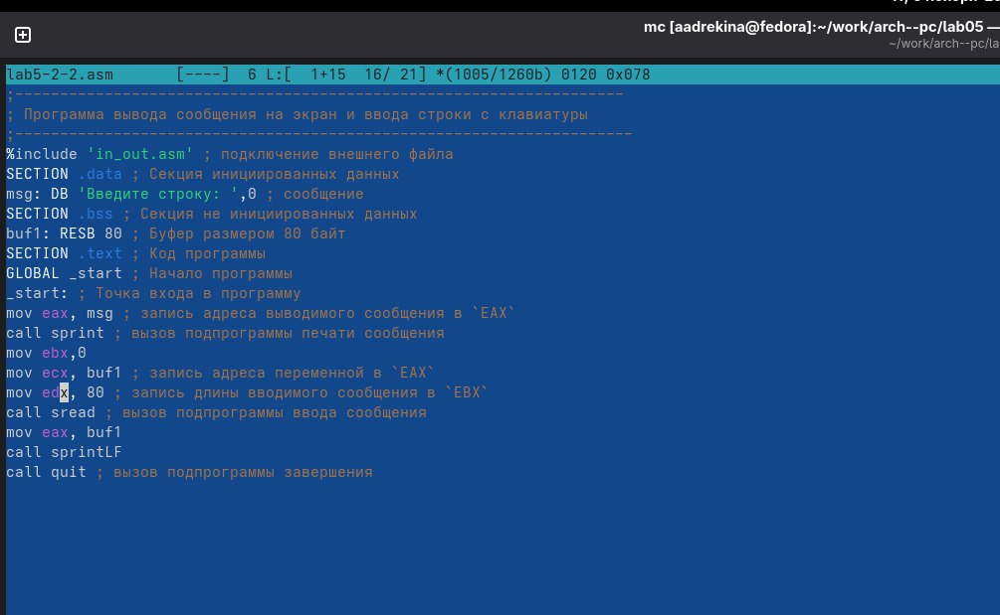 mc [aadrekina@fedora]:~/work/arch--pc/lab05 —
~/work/arch--pc/la
lab5-2-2.asm       [----]  6 L:[  1+15  16/ 21] *(1005/1260b) 0120 0x078
;--------------------------------------------------------------------
; Программа вывода сообщения на экран и ввода строки с клавиатуры
;---------------------------------------------------------------------
%include 'in_out.asm' ; подключение внешнего файла
SECTION .data ; Секция инициированных данных
msg: DB 'Введите строку: ',0 ; сообщение
SECTION .bss ; Секция не инициированных данных
buf1: RESB 80 ; Буфер размером 80 байт
SECTION .text ; Код программы
GLOBAL _start ; Начало программы
_start: ; Точка входа в программу
mov eax, msg ; запись адреса выводимого сообщения в `EAX`
call sprint ; вызов подпрограммы печати сообщения
mov ebx,0
mov ecx, buf1 ; запись адреса переменной в `EAX`
mov edx, 80 ; запись длины вводимого сообщения в `EBX`
call sread ; вызов подпрограммы ввода сообщения
mov eax, buf1
call sprintLF
call quit ; вызов подпрограммы завершения